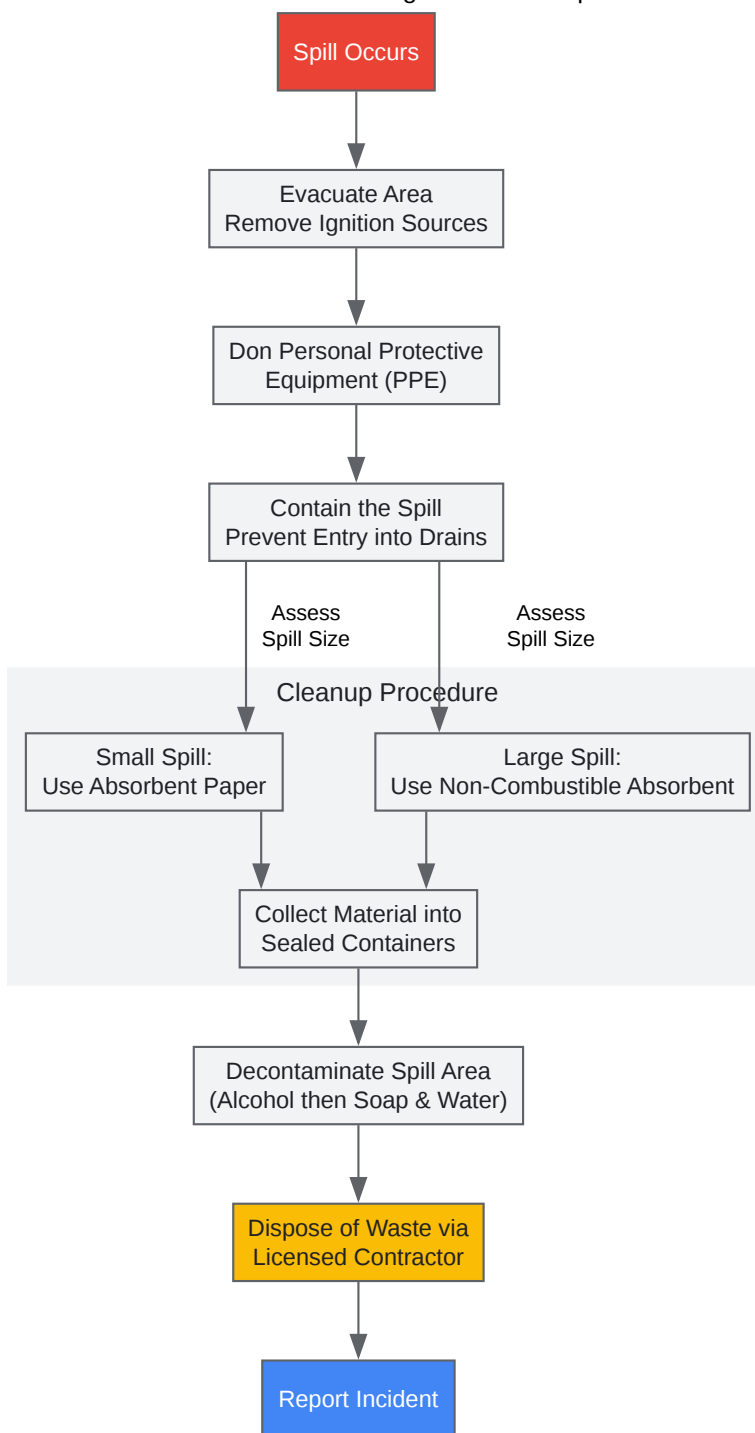 Spill Occurs
Evacuate Area
Remove Ignition Sources
Don Personal Protective
Equipment (PPE)
Contain the Spill
Prevent Entry into Drains
Assess
Spill Size
Assess
Spill Size
Cleanup Procedure
Small Spill:
Use Absorbent Paper
Large Spill:
Use Non-Combustible Absorbent
Collect Material into
Sealed Containers
Decontaminate Spill Area
(Alcohol then Soap & Water)
Dispose of Waste via
Licensed Contractor
Report Incident